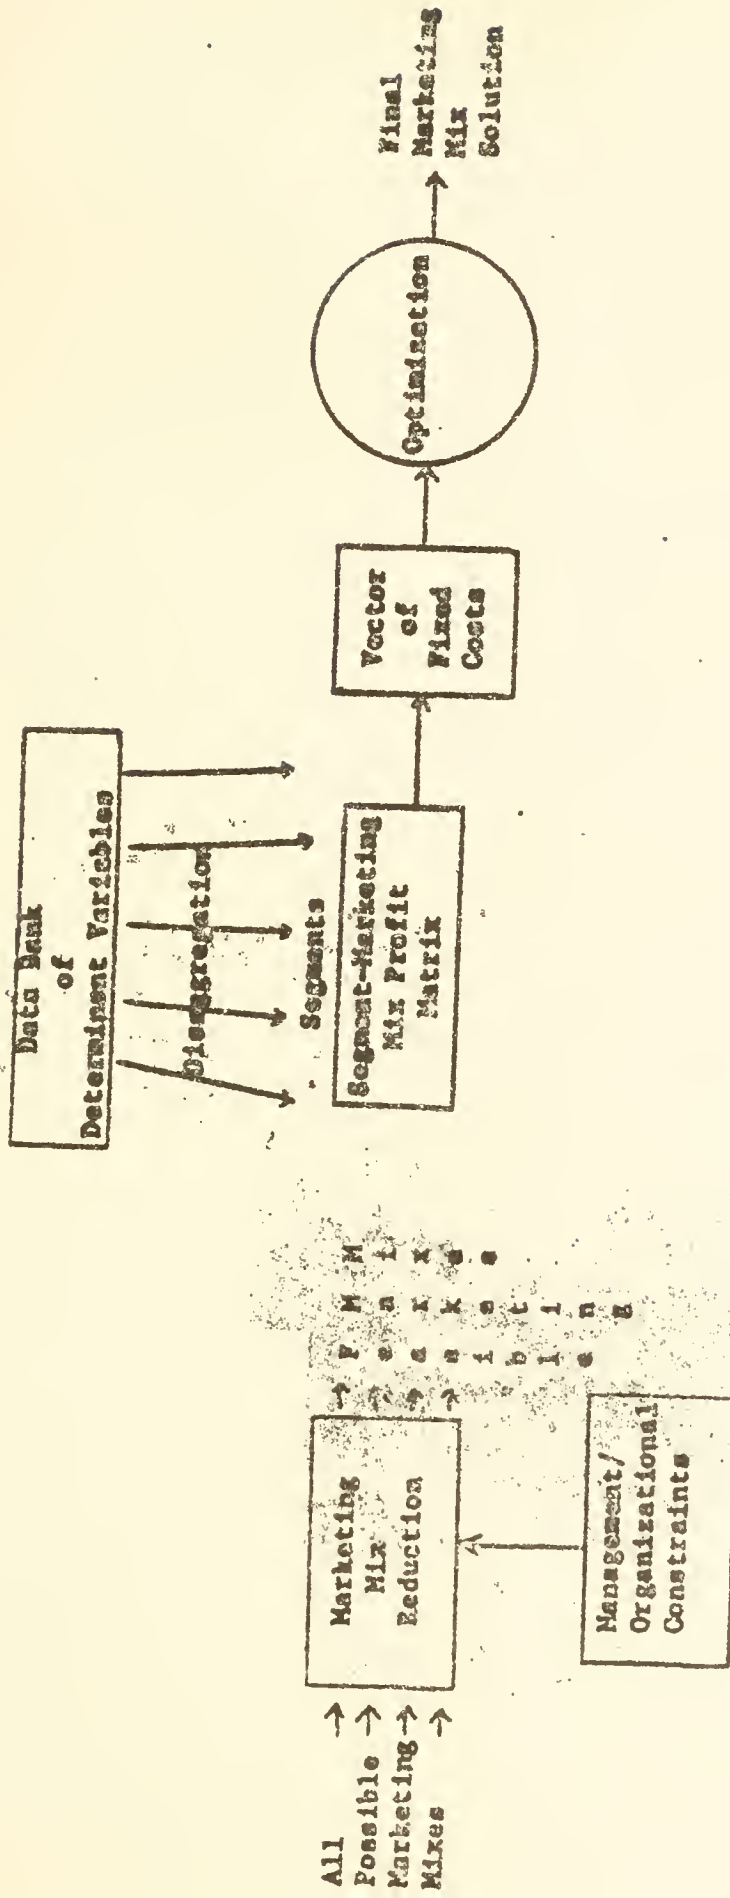 Data Bank
of
Determinant Variables
Disaggregation
Segments
All
Possible
Marketing
Mixes
Marketing
Mix
Reduction
Feasible
Marketing
Mixes
Segment-Marketing
Mix Profit
Matrix
Vector
of
Fixed
Costs
Optimization
Final
Marketing
Mix
Solution
Management/
Organizational
Constraints